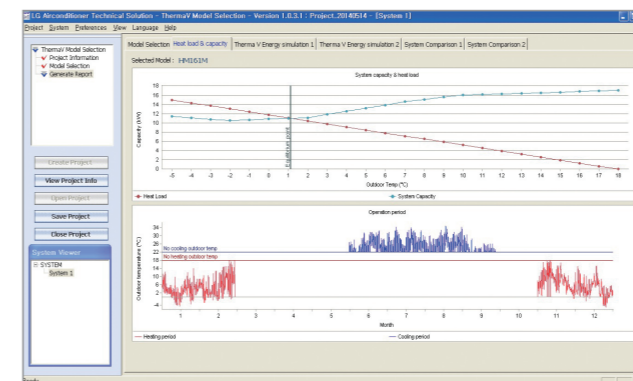 LG Airconditioner Technical Solution - ThermaV Model Selection - Version 1.0.3.1 : Project_20140514 - [System 1]
Project System Preferences View Language Help
ThermaV Model Selection
Project Information
Model Selection
Generate Report
Create Project
View Project Info
Open Project
Save Project
Close Project
System Viewer
SYSTEM
System 1
Model Selection Heat load & capacity Therma V Energy simulation 1 Therma V Energy simulation 2 System Comparison 1 System Comparison 2
Selected Model : HM161M
System capacity & heat load
Capacity (kW)
18
16
14
12
10
8
6
4
2
0
Equilibrium point
-5 -4 -3 -2 -1 0 1 2 3 4 5 6 7 8 9 10 11 12 13 14 15 16 17 18
Outdoor Temp (°C)
Heat Load System Capacity
Operation period
Outdoor temperature (°C)
34
30
26
22
18
14
10
6
2
-4
No cooling outdoor temp
No heating outdoor temp
1 2 3 4 5 6 7 8 9 10 11 12
Month
Heating period Cooling period
Ready